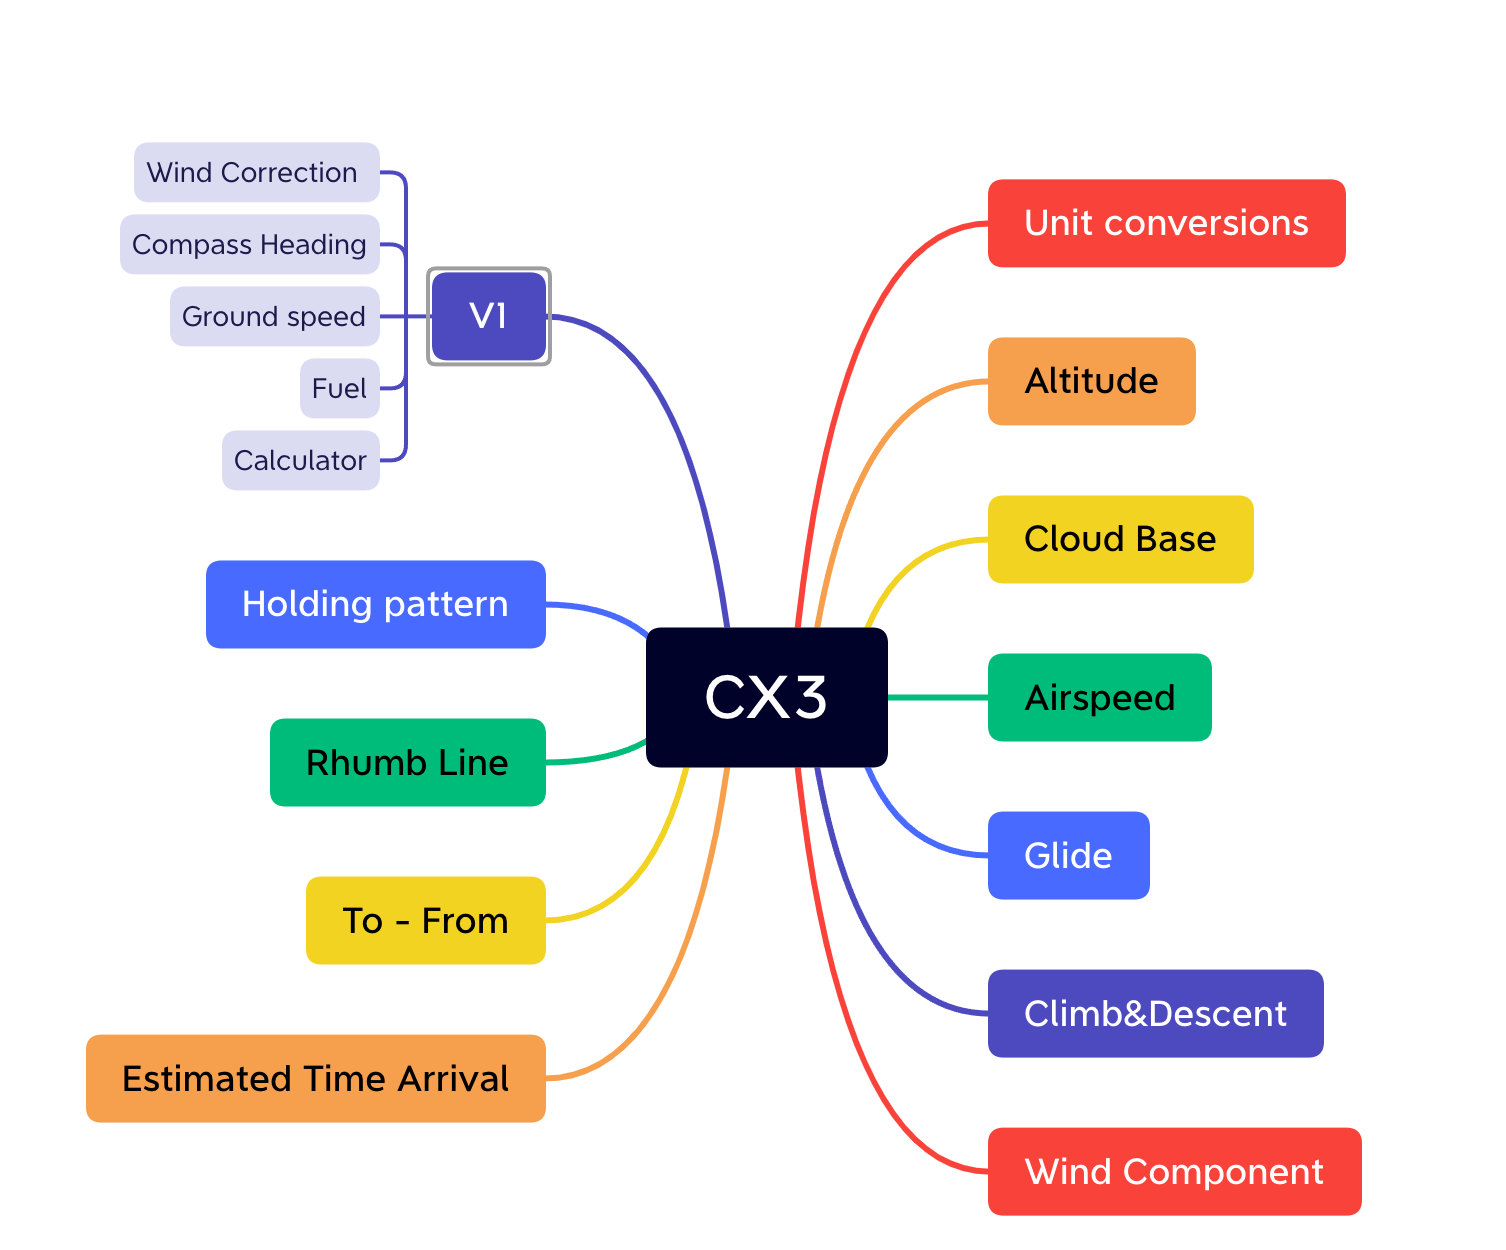 CX3
Unit conversions
Altitude
Cloud Base
Airspeed
Glide
Climb&Descent
Wind Component
Estimated Time Arrival
To - From
Rhumb Line
Holding pattern
V1
Wind Correction
Compass Heading
Ground speed
Fuel
Calculator